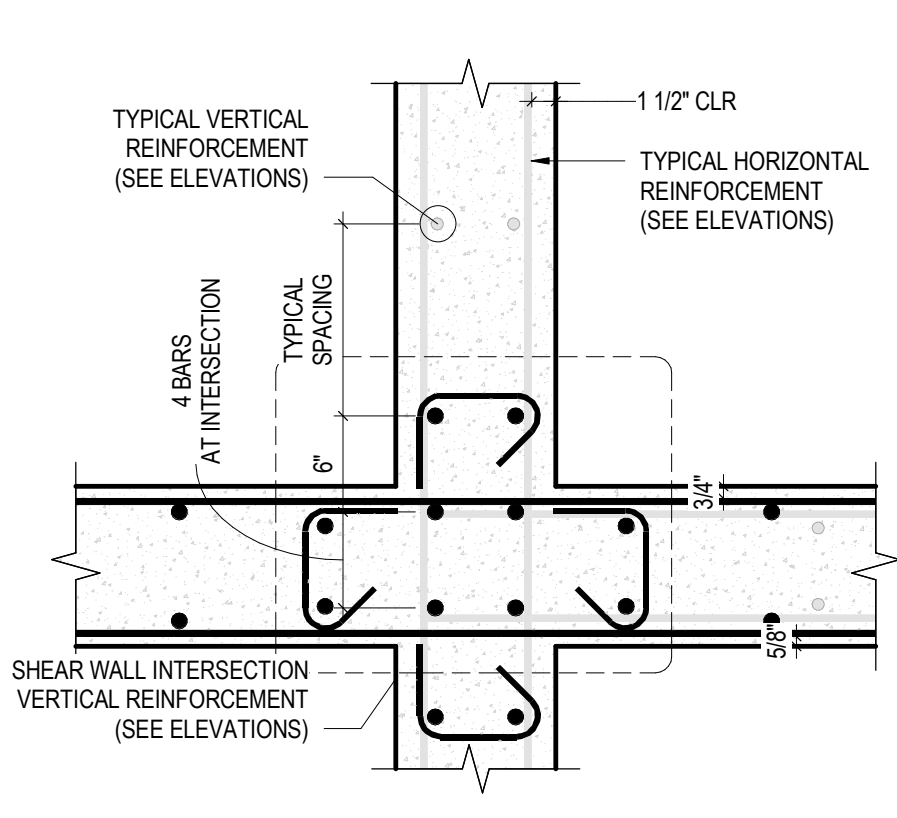 1 1/2" CLR
TYPICAL VERTICAL
REINFORCEMENT
(SEE ELEVATIONS)
TYPICAL HORIZONTAL
REINFORCEMENT
(SEE ELEVATIONS)
4 BARS
AT INTERSECTION
TYPICAL
SPACING
6"
3/4"
5/8"
SHEAR WALL INTERSECTION
VERTICAL REINFORCEMENT
(SEE ELEVATIONS)